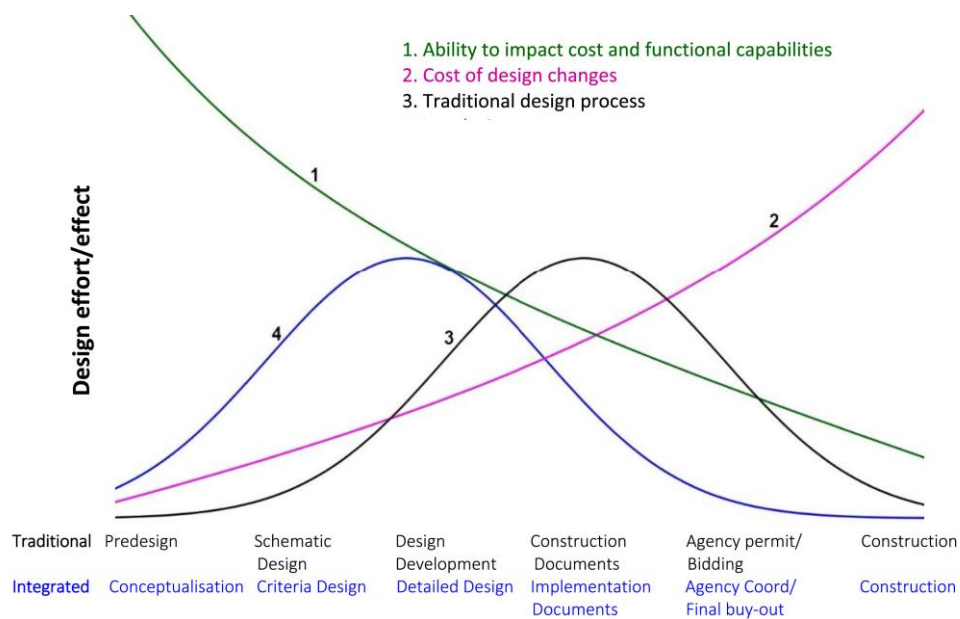 1. Ability to impact cost and functional capabilities
2. Cost of design changes
3. Traditional design process
1
2
4
3
Design effort/effect
Traditional Predesign Schematic Design Construction Agency permit/ Construction
Design Development Documents Bidding
Integrated Conceptualisation Criteria Design Detailed Design Implementation Agency Coord/ Construction
Documents Final buy-out